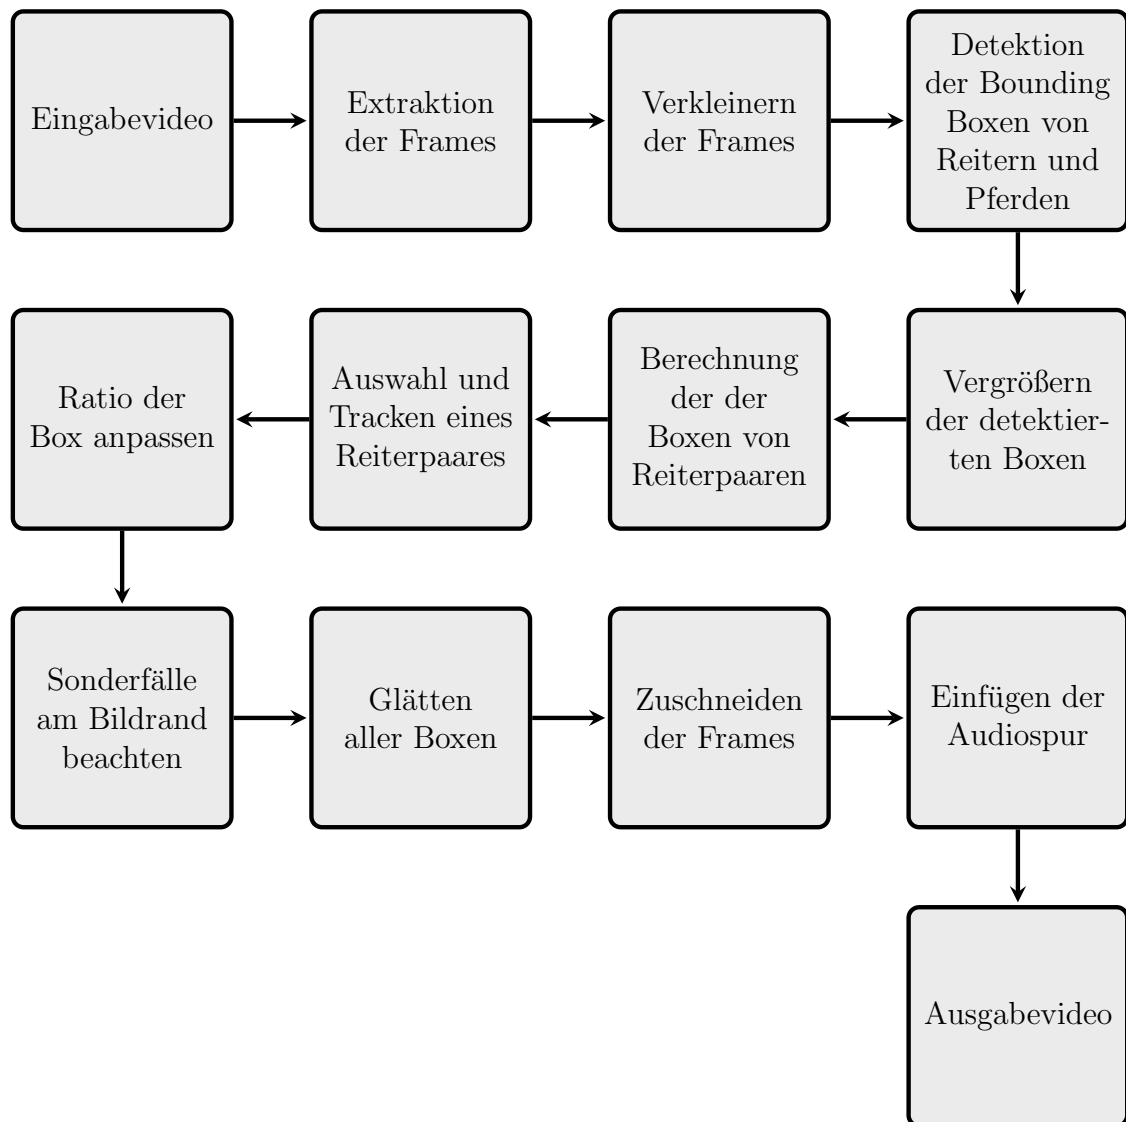 Eingabevideo
Extraktion
der Frames
Verkleinern
der Frames
Detektion
der Bounding
Boxen von
Reitern und
Pferden
Vergrößern
der detektier-
ten Boxen
Berechnung
der der
Boxen von
Reiterpaaren
Auswahl und
Tracken eines
Reiterpaares
Ratio der
Box anpassen
Sonderfälle
am Bildrand
beachten
Glätten
aller Boxen
Zuschneiden
der Frames
Einfügen der
Audiospur
Ausgabevideo